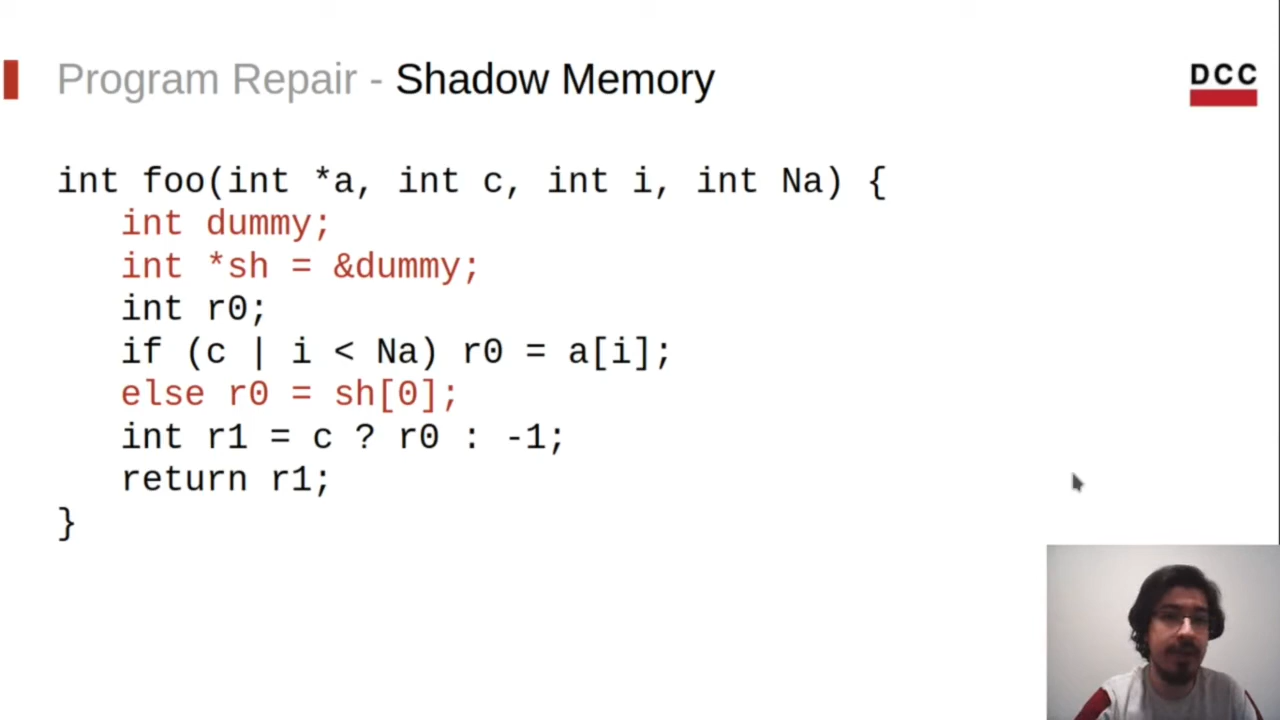 Program Repair - Shadow Memory
DCC
int foo(int *a, int c, int i, int Na) {
int dummy;
int *sh = &dummy;
int r0;
if (c | i < Na) r0 = a[i];
else r0 = sh[0];
int r1 = c ? r0 : -1;
return r1;
}